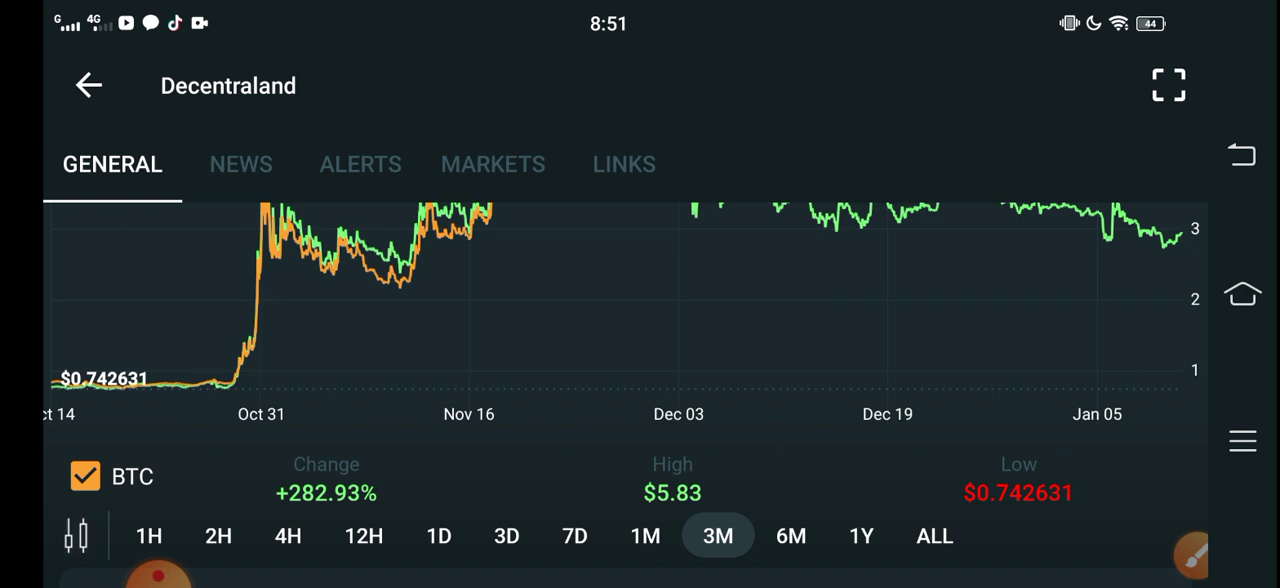 G 4G 8:51 44
Decentraland
GENERAL NEWS ALERTS MARKETS LINKS
3
2
$0.742631 1
ct 14 Oct 31 Nov 16 Dec 03 Dec 19 Jan 05
BTC Change High Low
+282.93% $5.83 $0.742631
1H 2H 4H 12H 1D 3D 7D 1M 3M 6M 1Y ALL